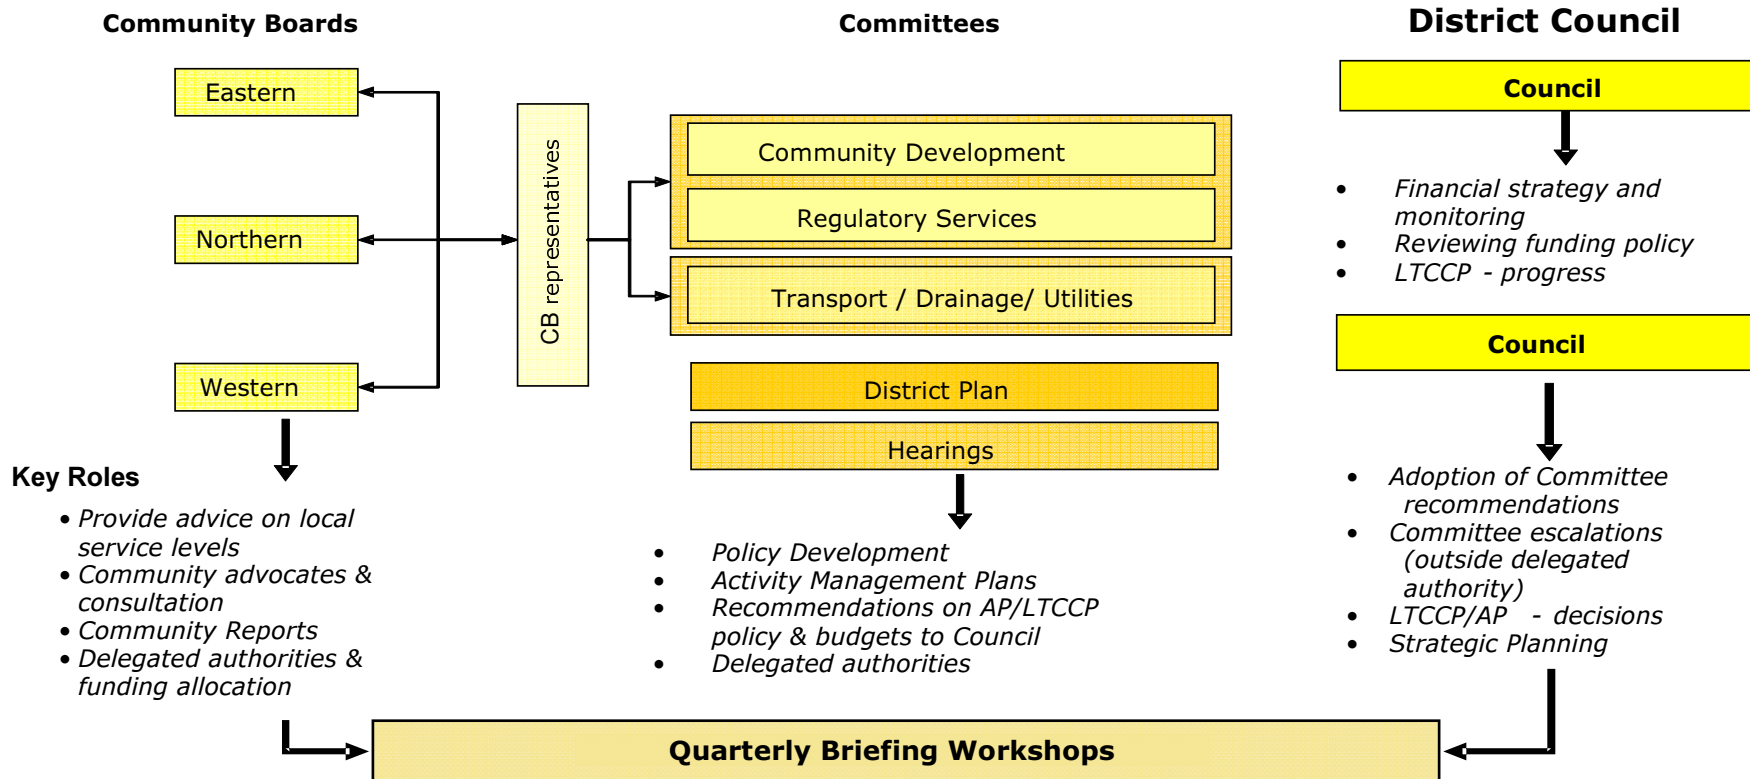 Community Boards
Eastern
Northern
Western
Key Roles
• Provide advice on local
service levels
• Community advocates &
consultation
• Community Reports
• Delegated authorities &
funding allocation
CB representatives
Committees
Community Development
Regulatory Services
Transport / Drainage/ Utilities
District Plan
Hearings
• Policy Development
• Activity Management Plans
• Recommendations on AP/LTCCP
policy & budgets to Council
• Delegated authorities
District Council
Council
• Financial strategy and
monitoring
• Reviewing funding policy
• LTCCP - progress
Council
• Adoption of Committee
recommendations
• Committee escalations
(outside delegated
authority)
• LTCCP/AP - decisions
• Strategic Planning
Quarterly Briefing Workshops